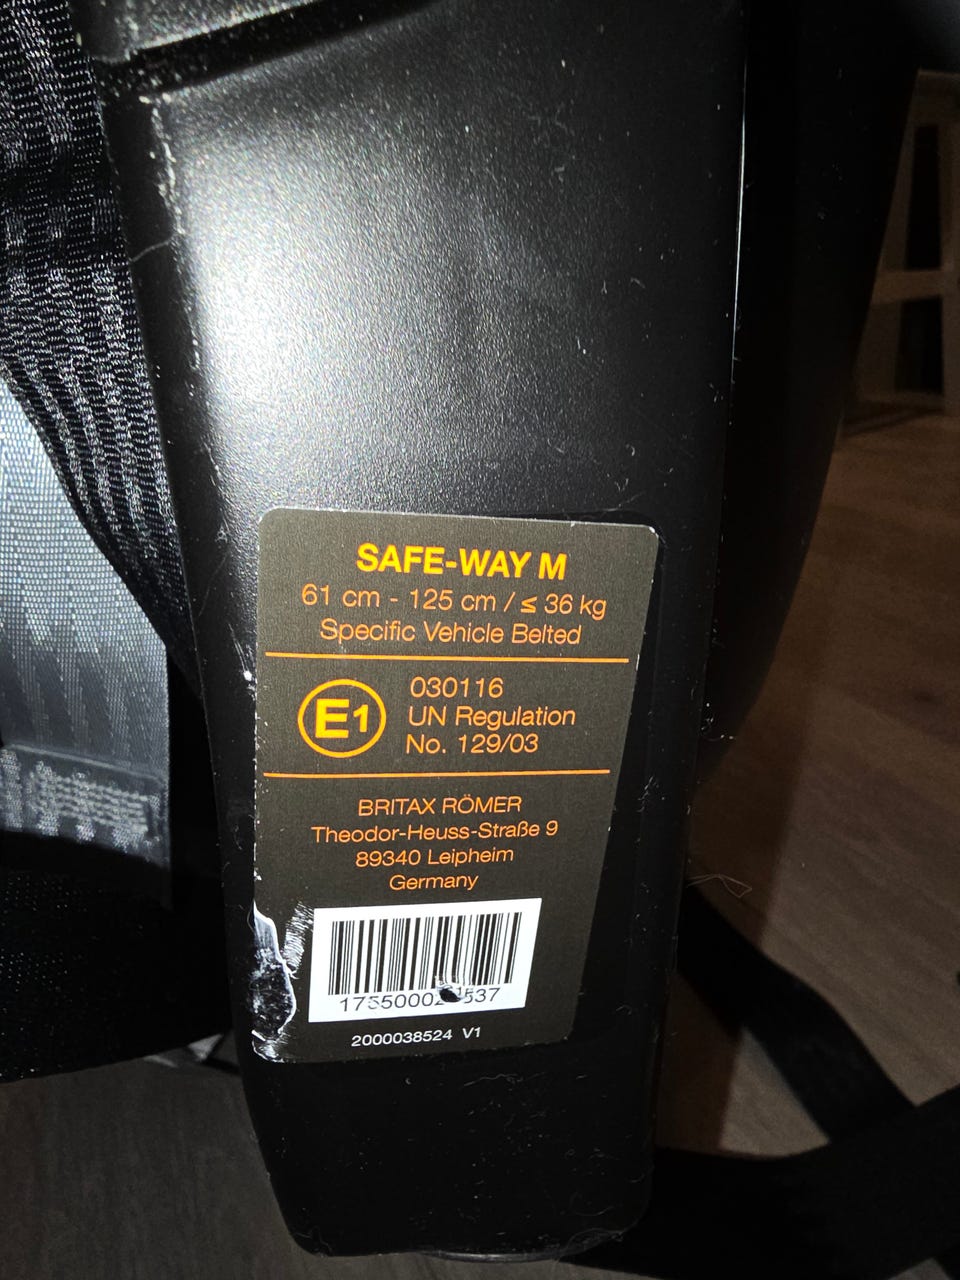 SAFE-WAY M
61 cm - 125 cm / ≤ 36 kg
Specific Vehicle Belted
E1
030116
UN Regulation
No. 129/03
BRITAX RÖMER
Theodor-Heuss-Straße 9
89340 Leipheim
Germany
2000038524 V1